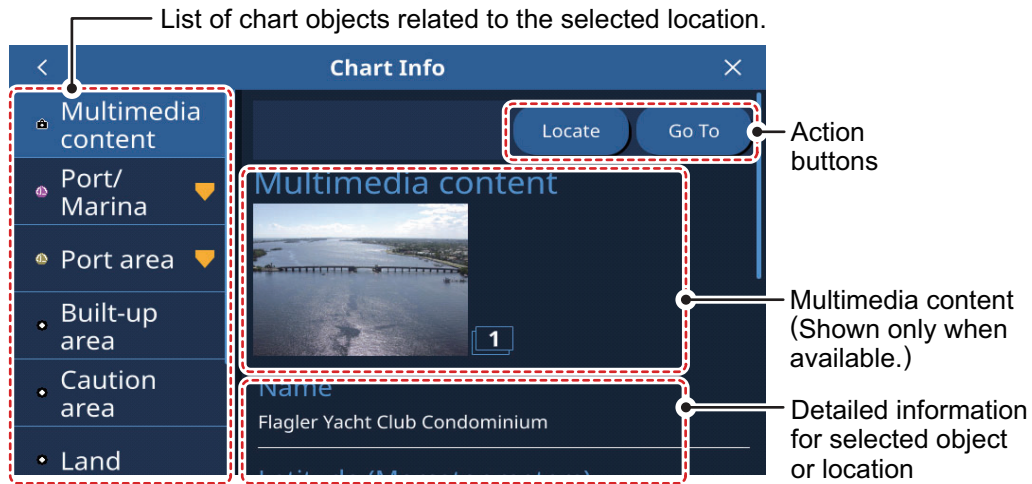 List of chart objects related to the selected location.
Chart Info
Multimedia
content
Port/
Marina
Port area
Built-up
area
Caution
area
Land
Locate
Go To
Action
buttons
Multimedia content
1
Multimedia content
(Shown only when
available.)
Name
Flagler Yacht Club Condominium
Detailed information
for selected object
or location